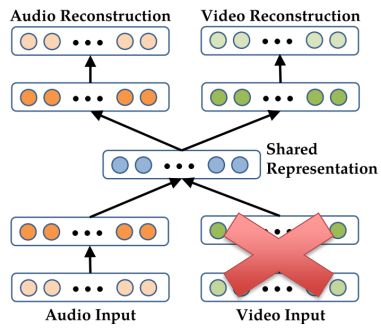 Audio Reconstruction
Video Reconstruction
Shared
Representation
Audio Input
Video Input